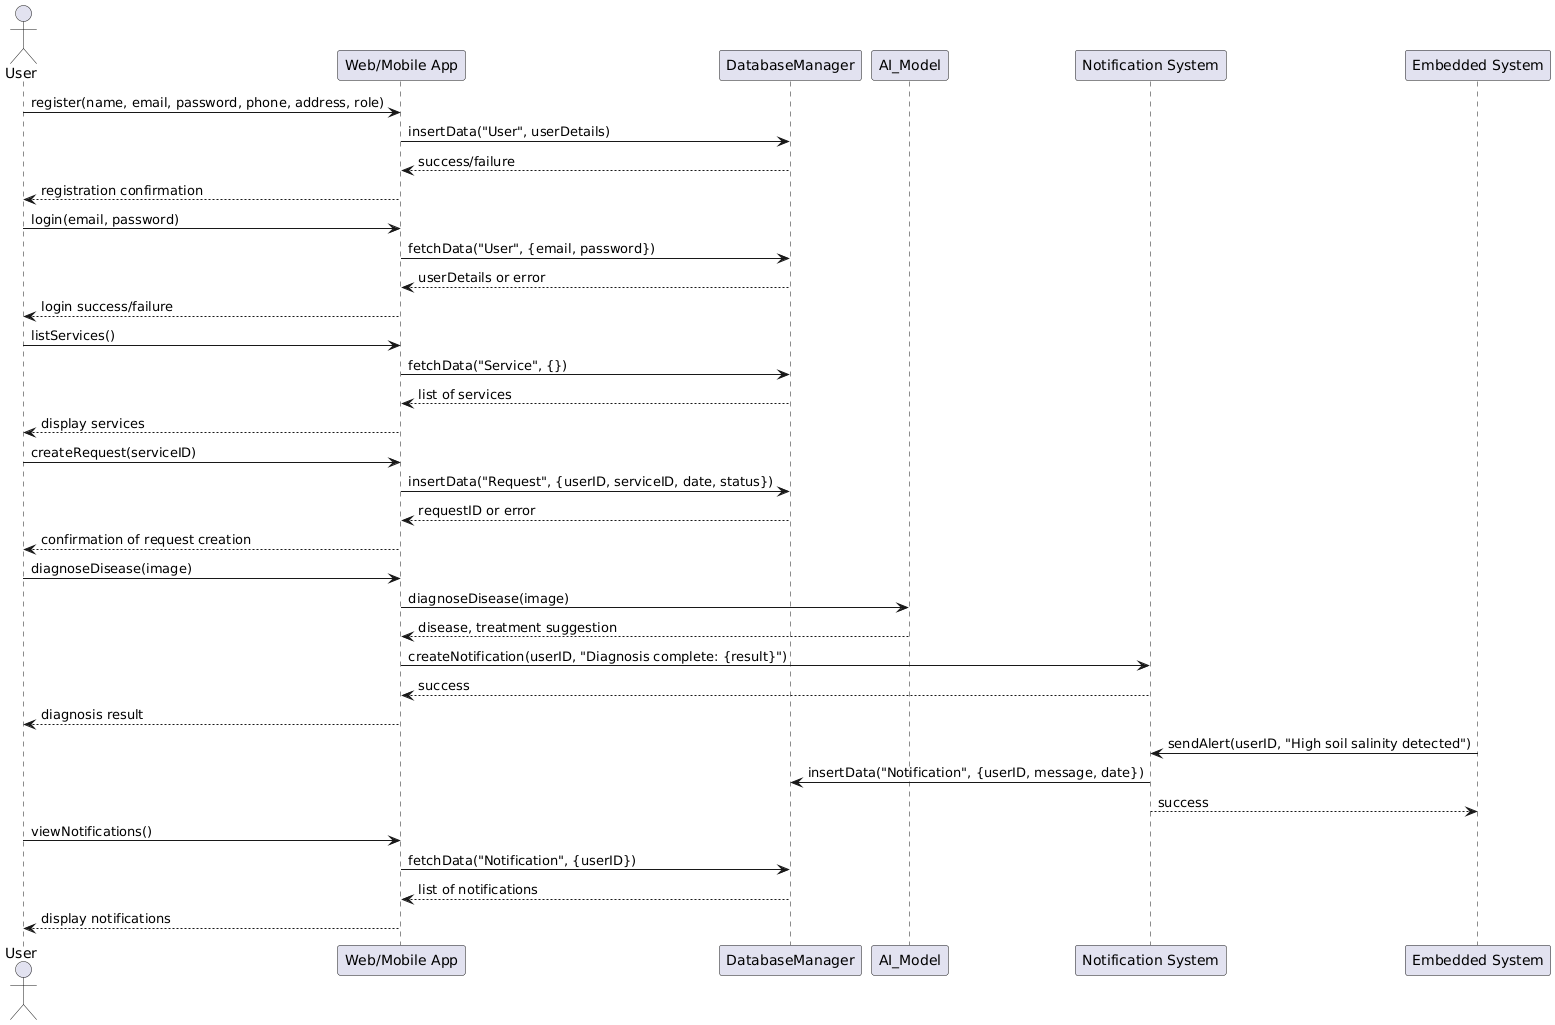 User
Web/Mobile App
DatabaseManager
AI_Model
Notification System
Embedded System
register(name, email, password, phone, address, role)
insertData("User", userDetails)
success/failure
registration confirmation
login(email, password)
fetchData("User", {email, password})
userDetails or error
login success/failure
listServices()
fetchData("Service", {})
list of services
display services
createRequest(serviceID)
insertData("Request", {userID, serviceID, date, status})
requestID or error
confirmation of request creation
diagnoseDisease(image)
diagnoseDisease(image)
disease, treatment suggestion
createNotification(userID, "Diagnosis complete: {result}")
success
diagnosis result
sendAlert(userID, "High soil salinity detected")
insertData("Notification", {userID, message, date})
success
viewNotifications()
fetchData("Notification", {userID})
list of notifications
display notifications
User
Web/Mobile App
DatabaseManager
AI_Model
Notification System
Embedded System